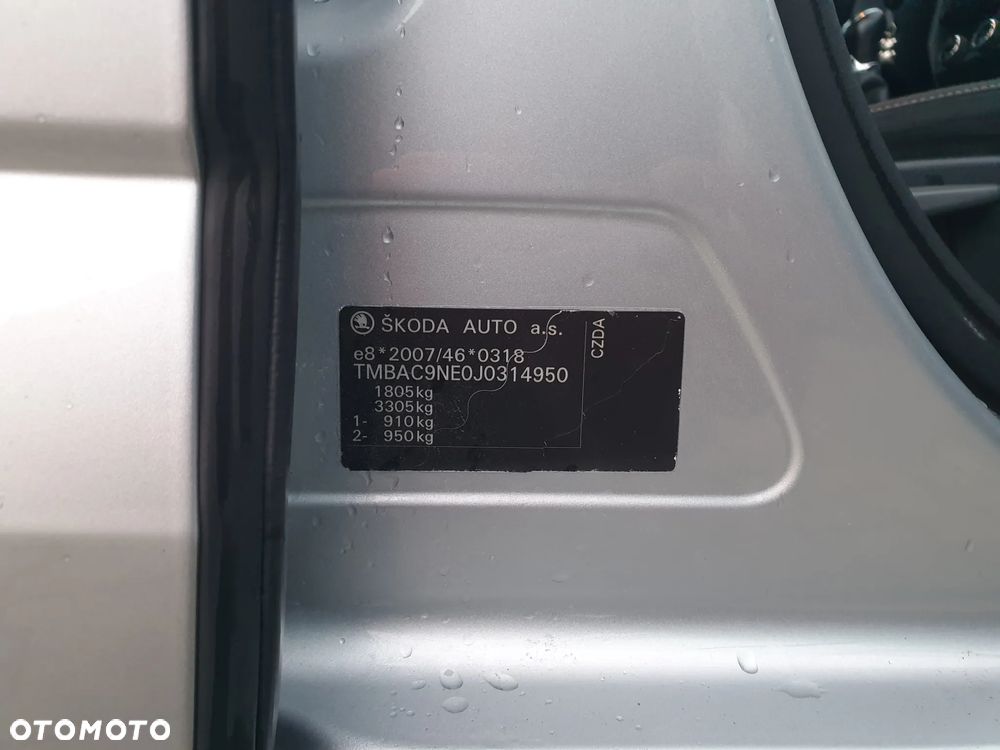 ŠKODA AUTO a.s.
e8*2007/46*0318
TMBAC9NE0J0314950
1805kg
3305kg
1- 910kg
2- 950kg
CZDA
OTOMOTO